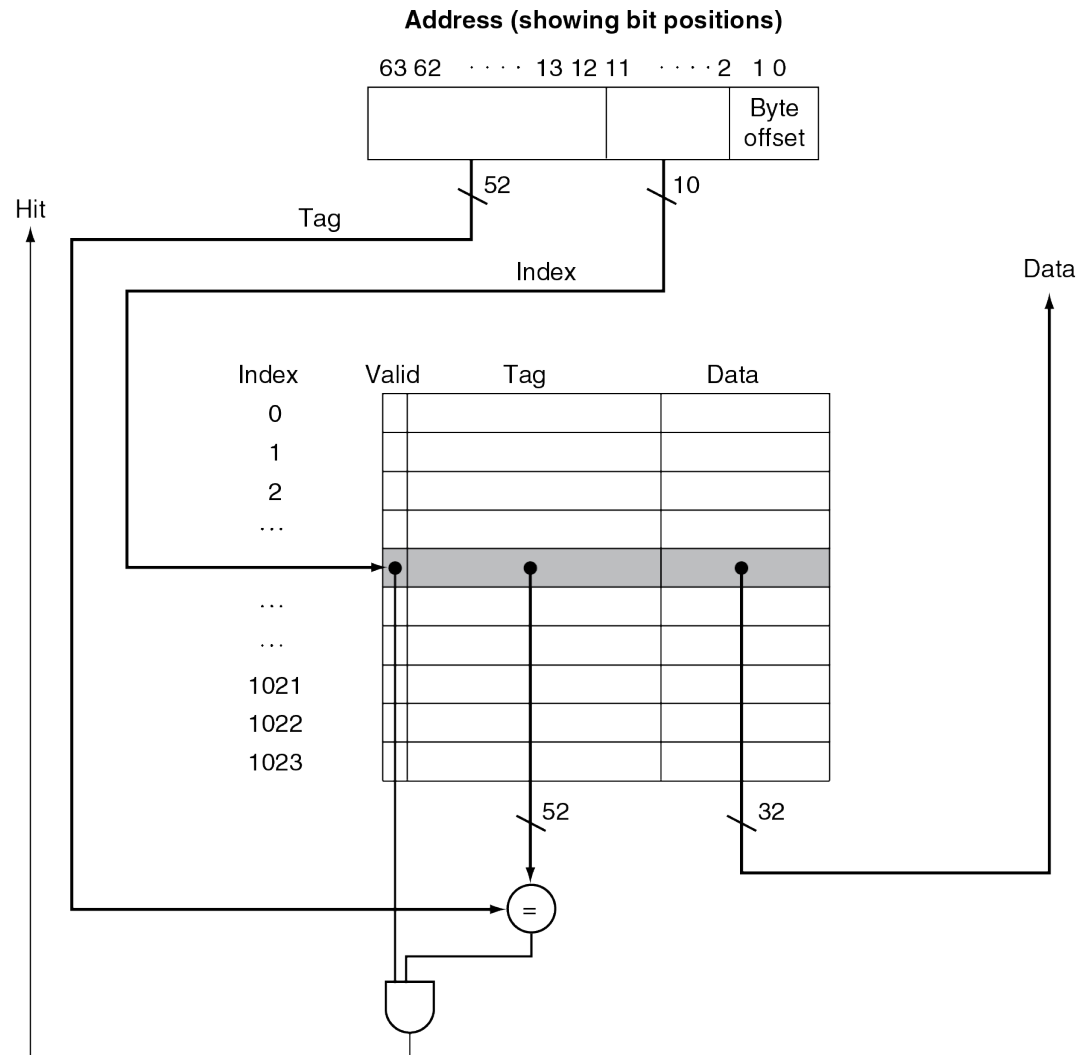 Address (showing bit positions)
63 62 · · · · 13 12 11 · · · · 2 1 0
Byte
offset
52
10
Hit
Tag
Index
Data
Index Valid Tag Data
0
1
2
...
...
...
1021
1022
1023
52
32
=